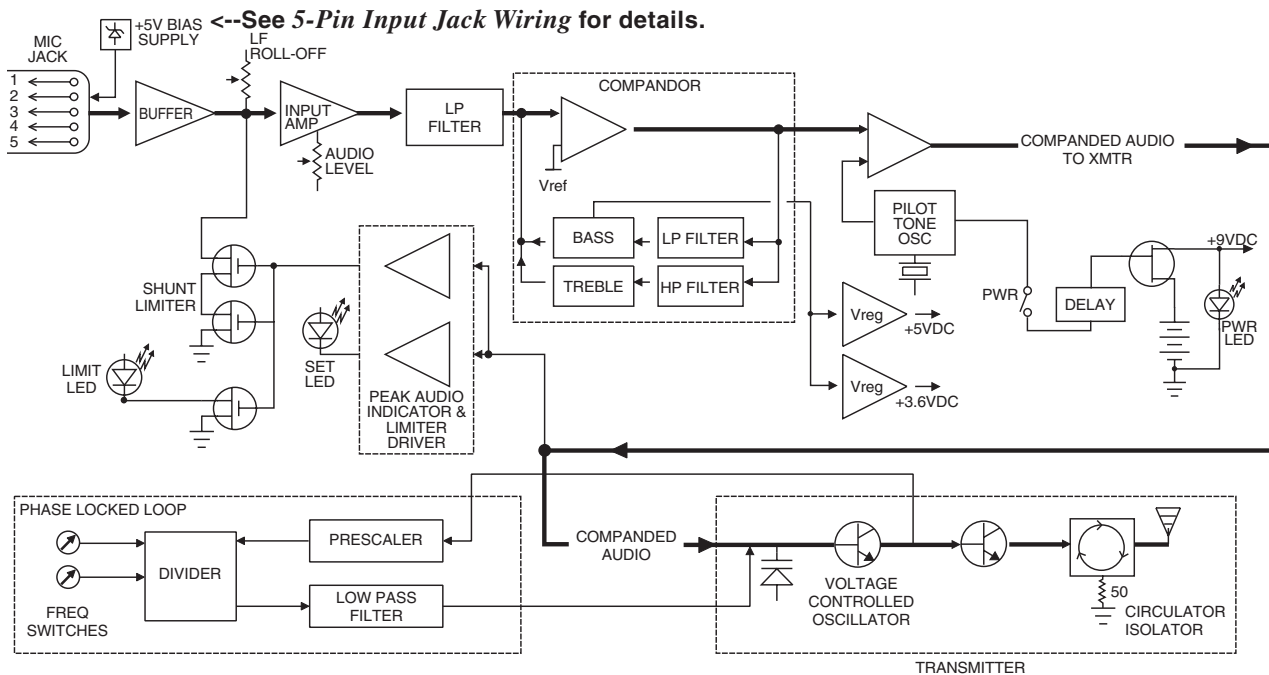 <--See 5-Pin Input Jack Wiring for details.
+5V BIAS
SUPPLY
MIC
JACK
1
2
3
4
5
LF
ROLL-OFF
BUFFER
INPUT
AMP
AUDIO
LEVEL
LP
FILTER
COMPANDOR
Vref
BASS
LP FILTER
TREBLE
HP FILTER
COMPANDED AUDIO
TO XMTR
PILOT
TONE
OSC
PWR
DELAY
+9VDC
PWR
LED
Vreg
+5VDC
Vreg
+3.6VDC
SHUNT
LIMITER
LIMIT
LED
SET
LED
PEAK AUDIO
INDICATOR &
LIMITER
DRIVER
PHASE LOCKED LOOP
PRESCALER
DIVIDER
LOW PASS
FILTER
FREQ
SWITCHES
COMPANDED
AUDIO
VOLTAGE
CONTROLLED
OSCILLATOR
50
CIRCULATOR
ISOLATOR
TRANSMITTER